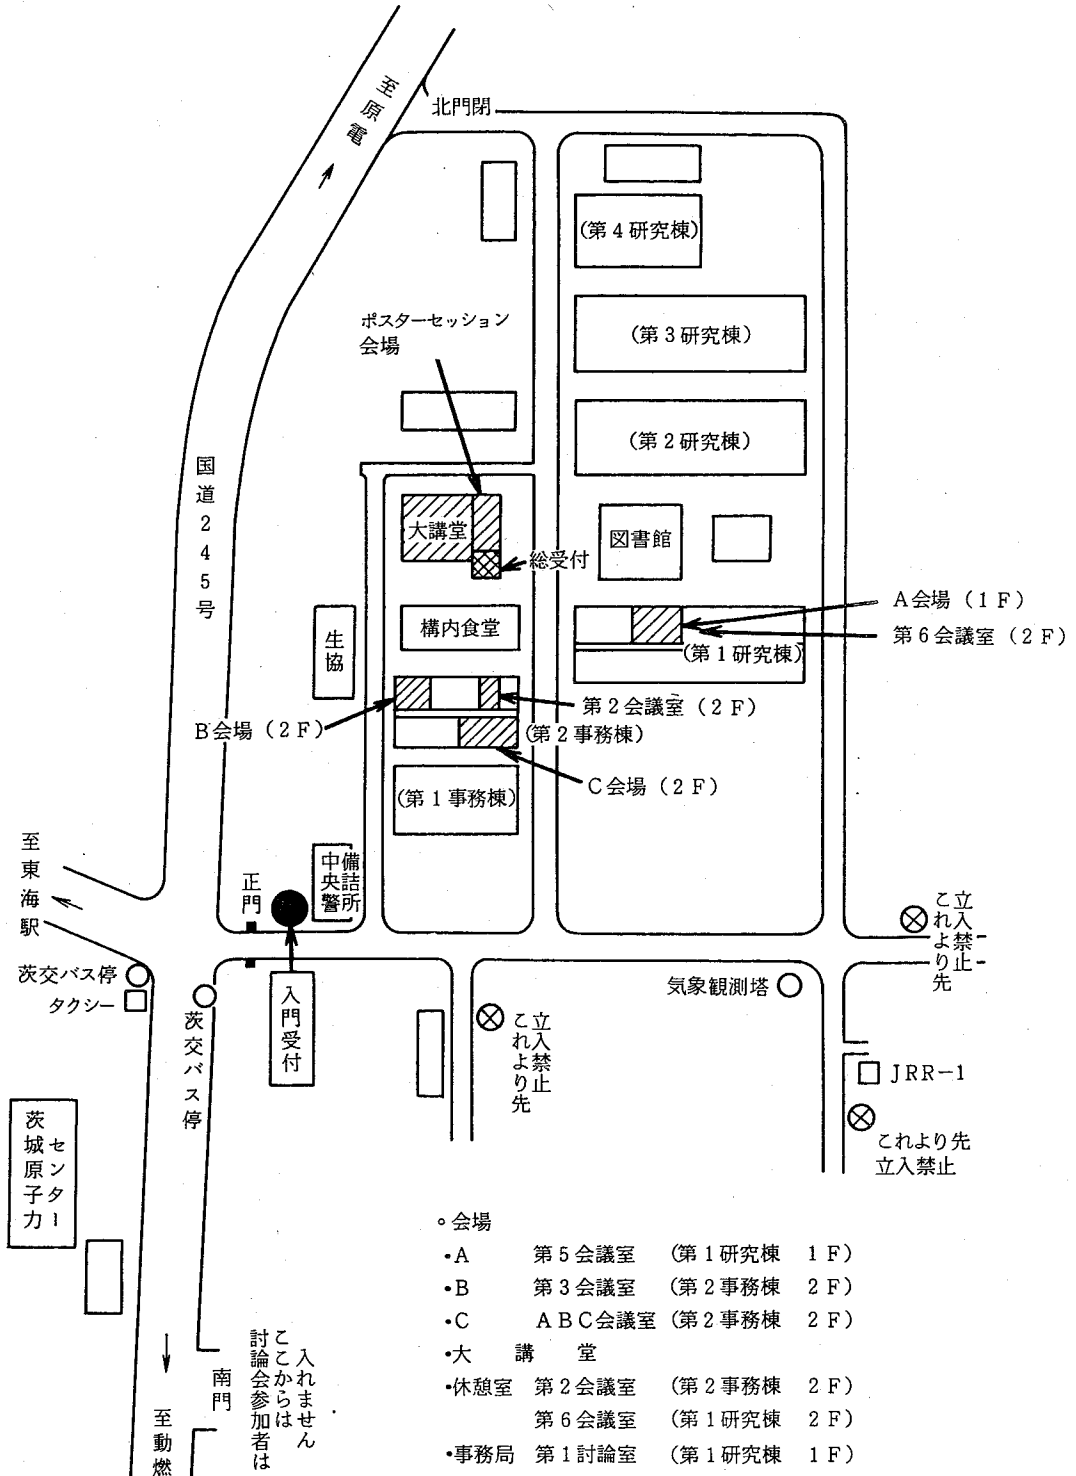 至原電
北門閉
(第4研究棟)
ポスターセッション
会場
(第3研究棟)
(第2研究棟)
国道245号
大講堂
図書館
総受付
A会場(1F)
第6会議室(2F)
生協
構内食堂
(第1研究棟)
第2会議室(2F)
B会場(2F)
(第2事務棟)
C会場(2F)
(第1事務棟)
至東海駅
中央警
備詰所
正門
これより先
立入禁止
茨交バス停
タクシー
気象観測塔
入門受付
茨交バス停
これより先
立入禁止
JRR-1
これより先
立入禁止
茨城原子力
センター
。会場
・A 第5会議室 (第1研究棟 1F)
・B 第3会議室 (第2事務棟 2F)
・C ABC会議室 (第2事務棟 2F)
・大講堂
・休憩室 第2会議室 (第2事務棟 2F)
第6会議室 (第1研究棟 2F)
・事務局 第1討論室 (第1研究棟 1F)
南門
討論会参加者は
ここからは
入れません
至動燃